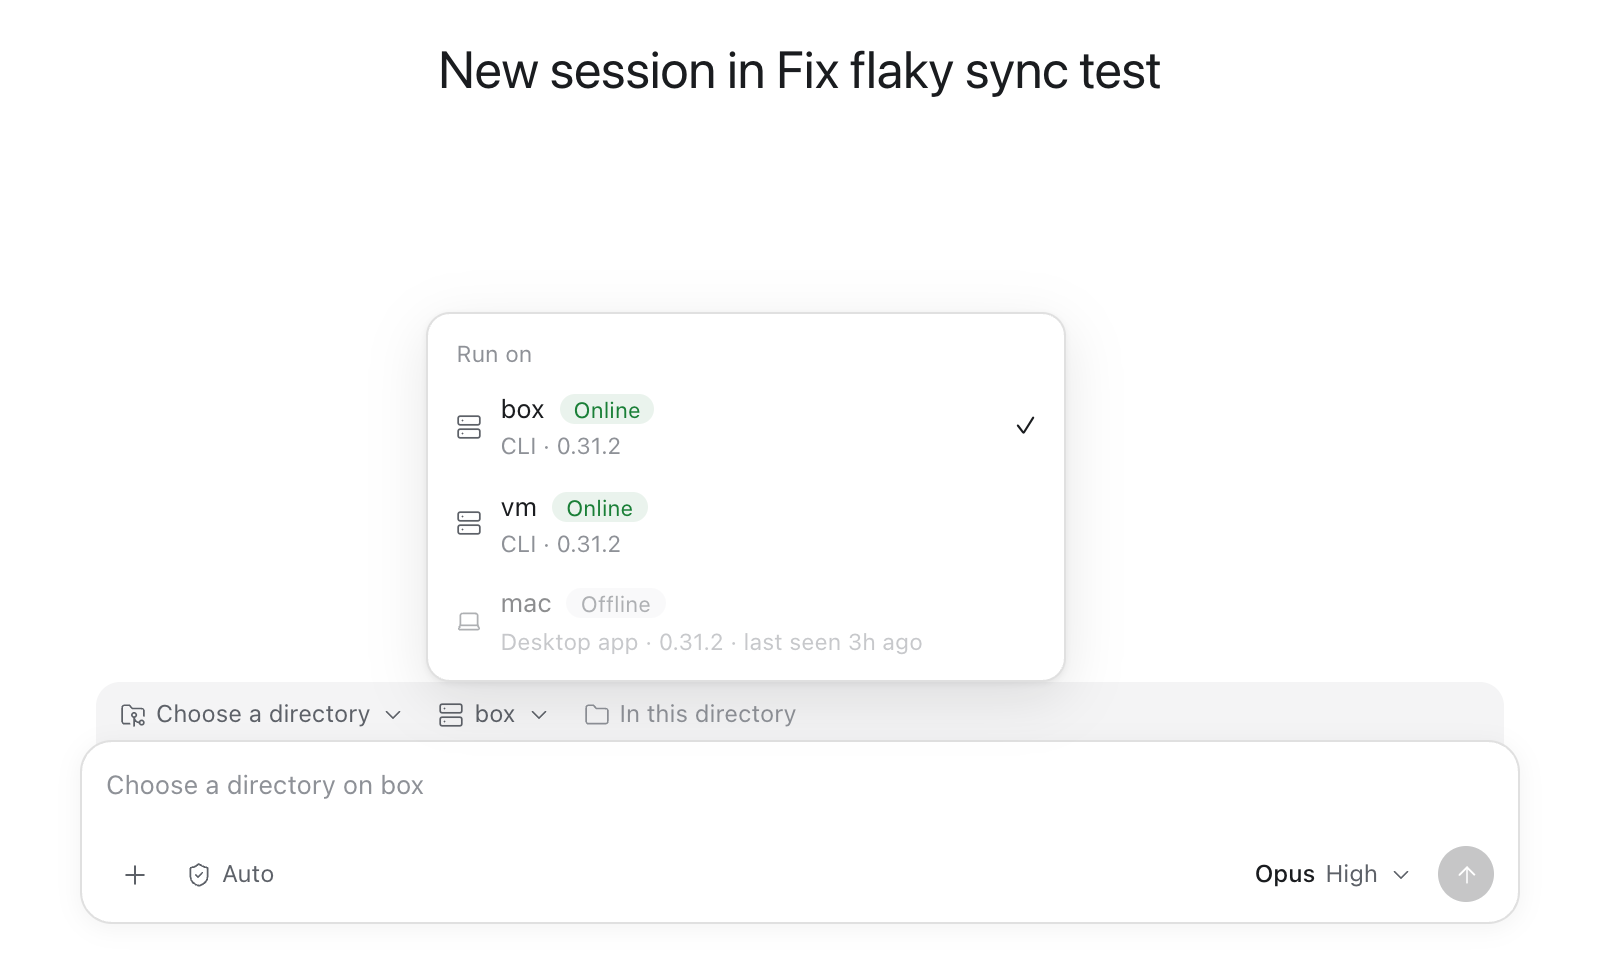 New session in Fix flaky sync test
Run on
box Online
CLI · 0.31.2
vm Online
CLI · 0.31.2
mac Offline
Desktop app · 0.31.2 · last seen 3h ago
Choose a directory box In this directory
Choose a directory on box
Auto Opus High